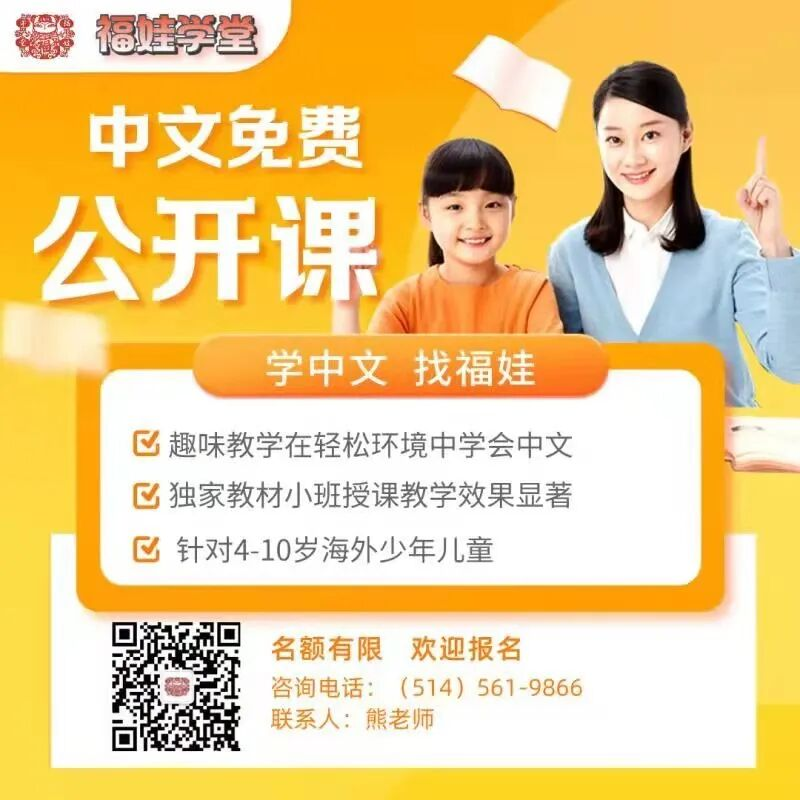 福娃学堂
中文免费
公开课
学中文 找福娃
趣味教学在轻松环境中学会中文
独家教材小班授课教学效果显著
针对4-10岁海外少年儿童
名额有限 欢迎报名
咨询电话：（514）561-9866
联系人：熊老师